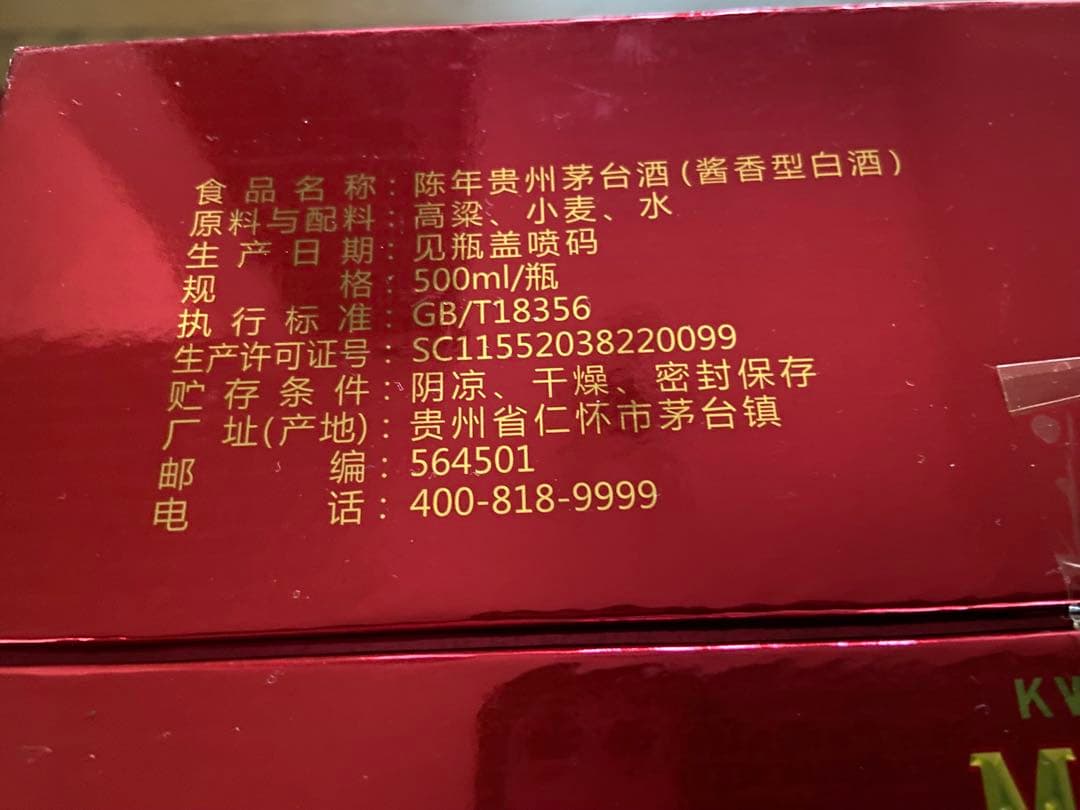 食品名称：陈年贵州茅台酒(酱香型白酒)
原料与配料：高粱、小麦、水
生产日期：见瓶盖喷码
规格：500ml/瓶
执行标准：GB/T18356
生产许可证号：SC11552038220099
贮存条件：阴凉、干燥、密封保存
厂址(产地)：贵州省仁怀市茅台镇
邮编：564501
电话：400-818-9999